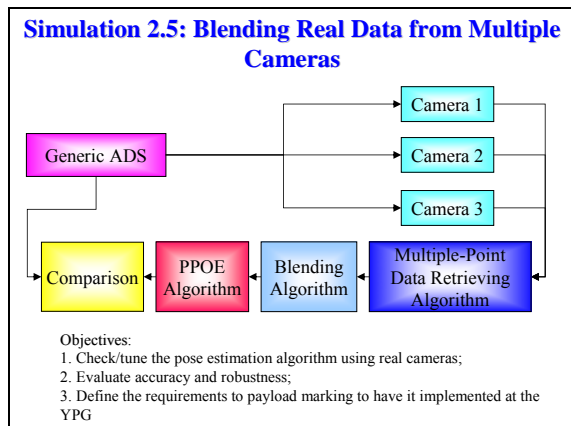 Simulation 2.5: Blending Real Data from Multiple
Cameras
Camera 1
Generic ADS
Camera 2
Camera 3
Comparison
PPOE
Algorithm
Blending
Algorithm
Multiple-Point
Data Retrieving
Algorithm
Objectives:
1. Check/tune the pose estimation algorithm using real cameras;
2. Evaluate accuracy and robustness;
3. Define the requirements to payload marking to have it implemented at the
YPG